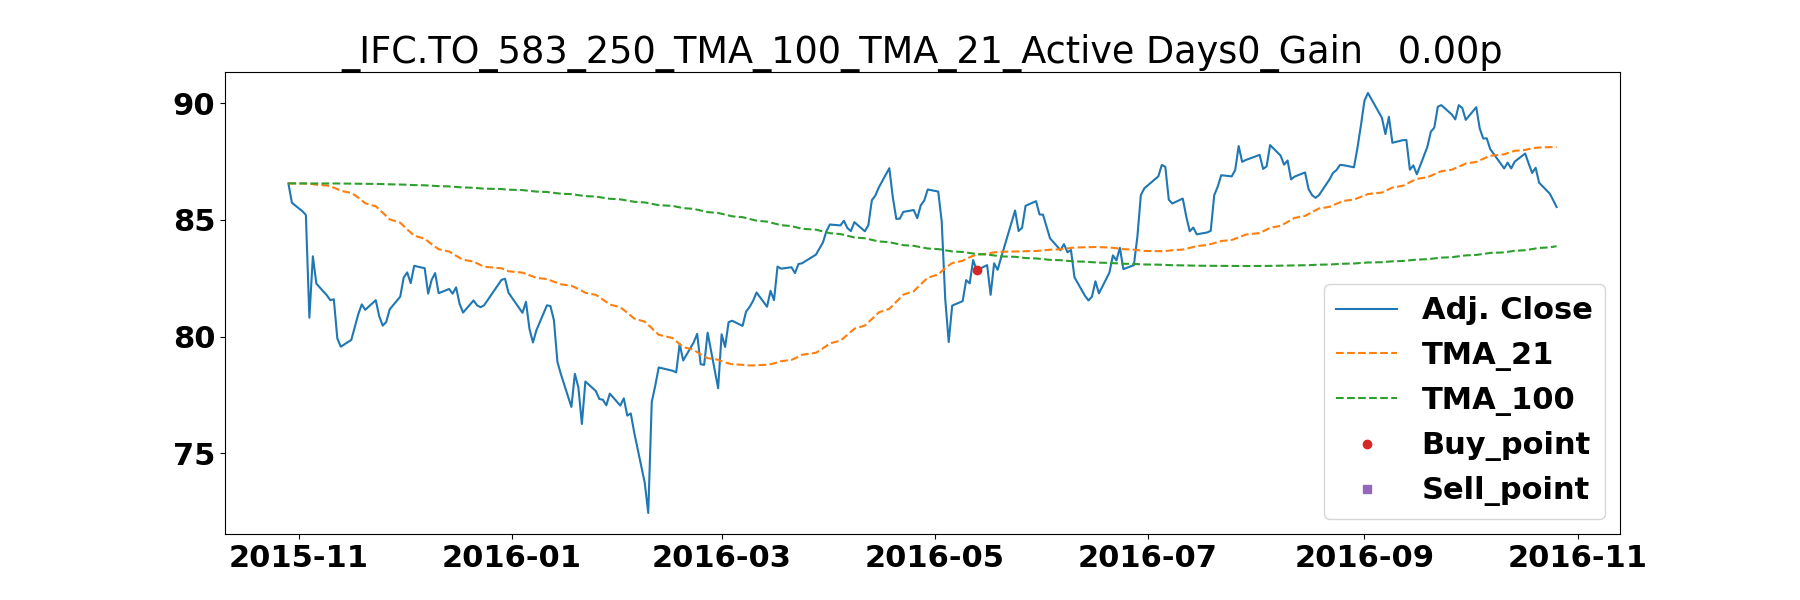 _IFC.TO_583_250_TMA_100_TMA_21_Active Days0_Gain   0.00p
90
85
80
75
Adj. Close
TMA_21
TMA_100
Buy_point
Sell_point
2015-11 2016-01 2016-03 2016-05 2016-07 2016-09 2016-11